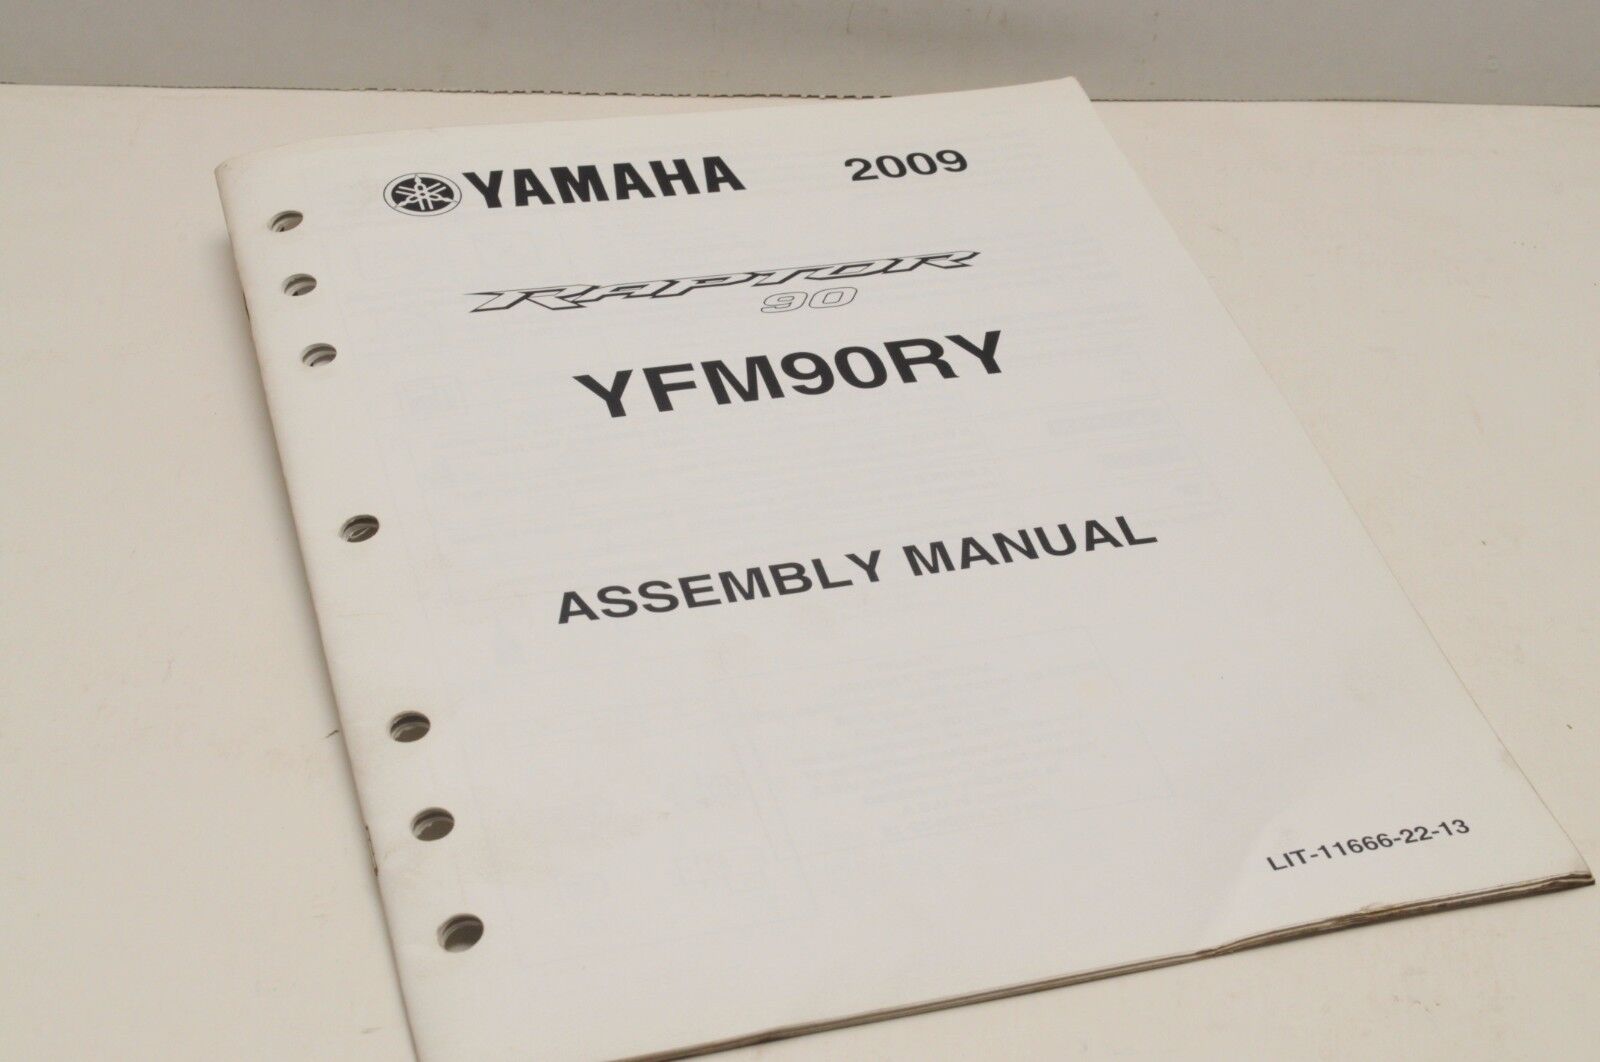 YAMAHA 2009
RAPTOR
90
YFM90RY
ASSEMBLY MANUAL
LIT-11666-22-13